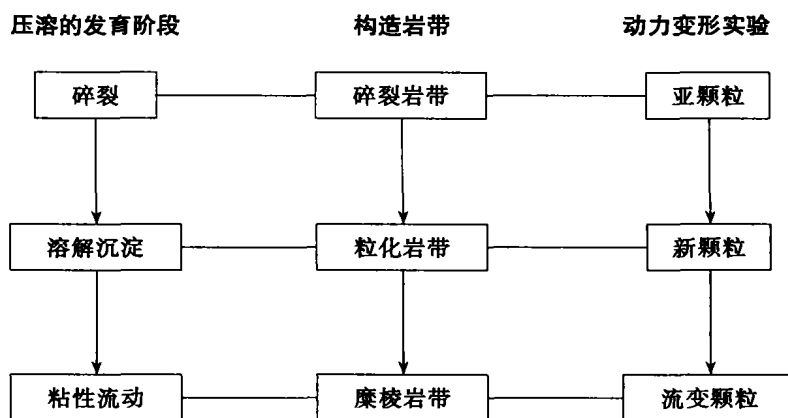 压溶的发育阶段 构造岩带 动力变形实验
碎裂 碎裂岩带 亚颗粒
溶解沉淀 粒化岩带 新颗粒
粘性流动 糜棱岩带 流变颗粒